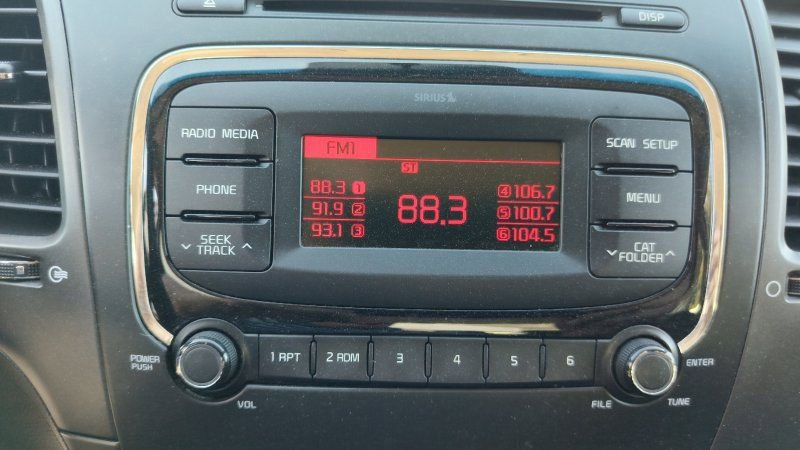 DISP
SIRIUS
RADIO MEDIA
PHONE
SEEK
TRACK
FM1
ST
88.3 1
91.9 2
93.1 3
88.3
4 106.7
5 100.7
6 104.5
SCAN SETUP
MENU
CAT
FOLDER
POWER
PUSH
VOL
1 RPT
2 RDM
3
4
5
6
FILE
TUNE
ENTER